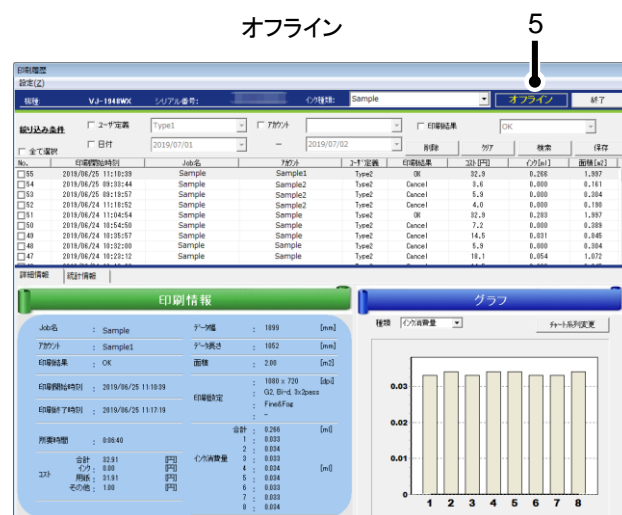 オフライン 5
印刷履歴
設定(Z)
機種 VJ-1948WX シリアル番号: インク種類: Sample オフライン 終了
絞り込み条件 ユーザ定義 Type1 アカウント 印刷結果 OK
全て選択 日付 2019/07/01 － 2019/07/02 削除 クリア 検索 保存
No. 印刷開始時刻 Job名 アカウント ユーザ定義 印刷結果 コスト[円] インク[ml] 面積[m2]
55 2019/06/25 11:10:39 Sample Sample1 Type2 OK 32.9 0.266 1.997
54 2019/06/25 09:33:44 Sample Sample2 Type2 Cancel 3.6 0.000 0.161
53 2019/06/25 09:19:57 Sample Sample2 Type2 Cancel 5.9 0.000 0.304
52 2019/06/24 11:18:52 Sample Sample2 Type2 Cancel 4.0 0.000 0.190
51 2019/06/24 11:04:54 Sample Sample Type2 OK 32.9 0.283 1.997
50 2019/06/24 10:54:50 Sample Sample Type2 Cancel 7.2 0.000 0.389
49 2019/06/24 10:35:57 Sample Sample Type2 Cancel 14.5 0.031 0.845
48 2019/06/24 10:32:00 Sample Sample Type2 Cancel 5.9 0.000 0.304
47 2019/06/24 10:23:12 Sample Sample Type2 Cancel 18.1 0.054 1.072
詳細情報 統計情報
印刷情報 グラフ
種類 インク消費量 チャート系列変更
Job名 : Sample データ幅 : 1899 [mm]
アカウント : Sample1 データ長さ : 1052 [mm]
印刷結果 : OK 面積 : 2.00 [m2]
印刷開始時刻 : 2019/06/25 11:10:39 印刷設定 : 1080 x 720 [dpi]
: G2, Bi-d, 3x2pass
印刷終了時刻 : 2019/06/25 11:17:19 : Fine&Fog
: -
所要時間 : 0:06:40 インク消費量 合計 : 0.266 [ml]
1 : 0.033
2 : 0.034
コスト 合計 : 32.91 [円] 3 : 0.033
インク : 0.00 [円] 4 : 0.034 [ml]
用紙 : 31.91 [円] 5 : 0.034
その他 : 1.00 [円] 6 : 0.033
7 : 0.033
8 : 0.034
0.03
0.02
0.01
0
1 2 3 4 5 6 7 8